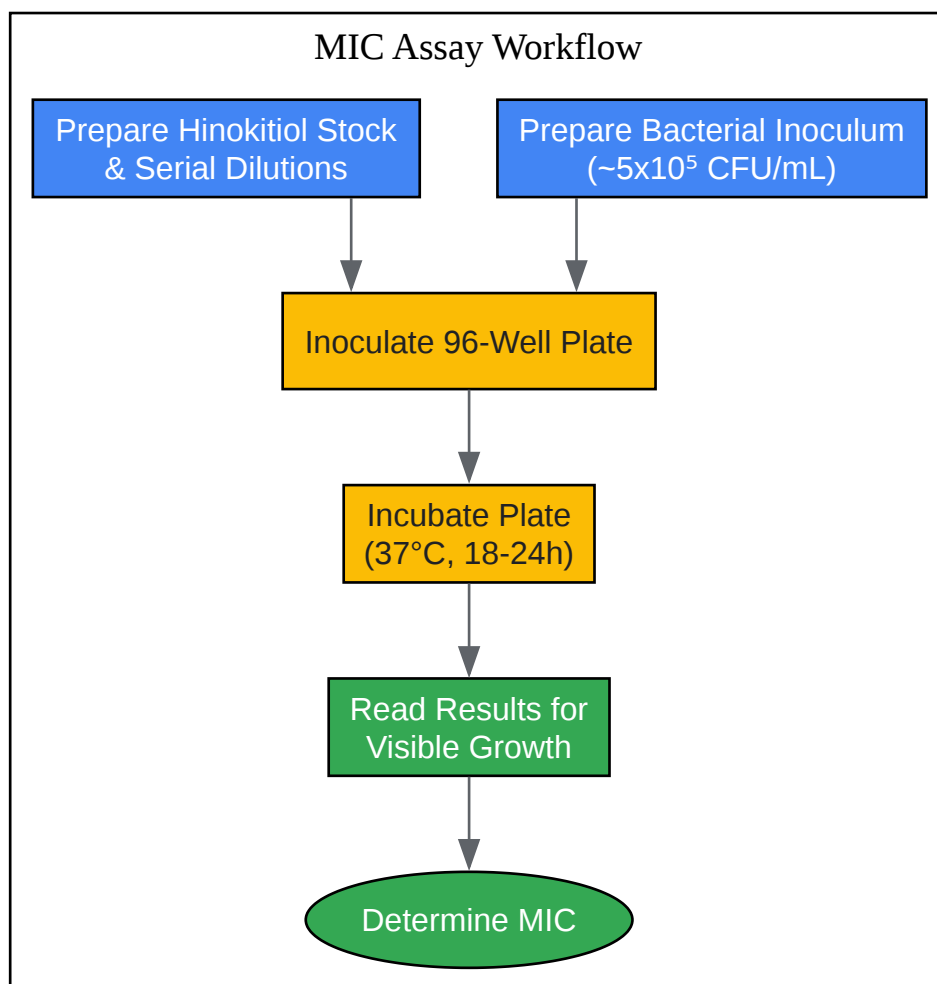 MIC Assay Workflow
Prepare Hinokitiol Stock
& Serial Dilutions
Prepare Bacterial Inoculum
(~5x10⁵ CFU/mL)
Inoculate 96-Well Plate
Incubate Plate
(37°C, 18-24h)
Read Results for
Visible Growth
Determine MIC